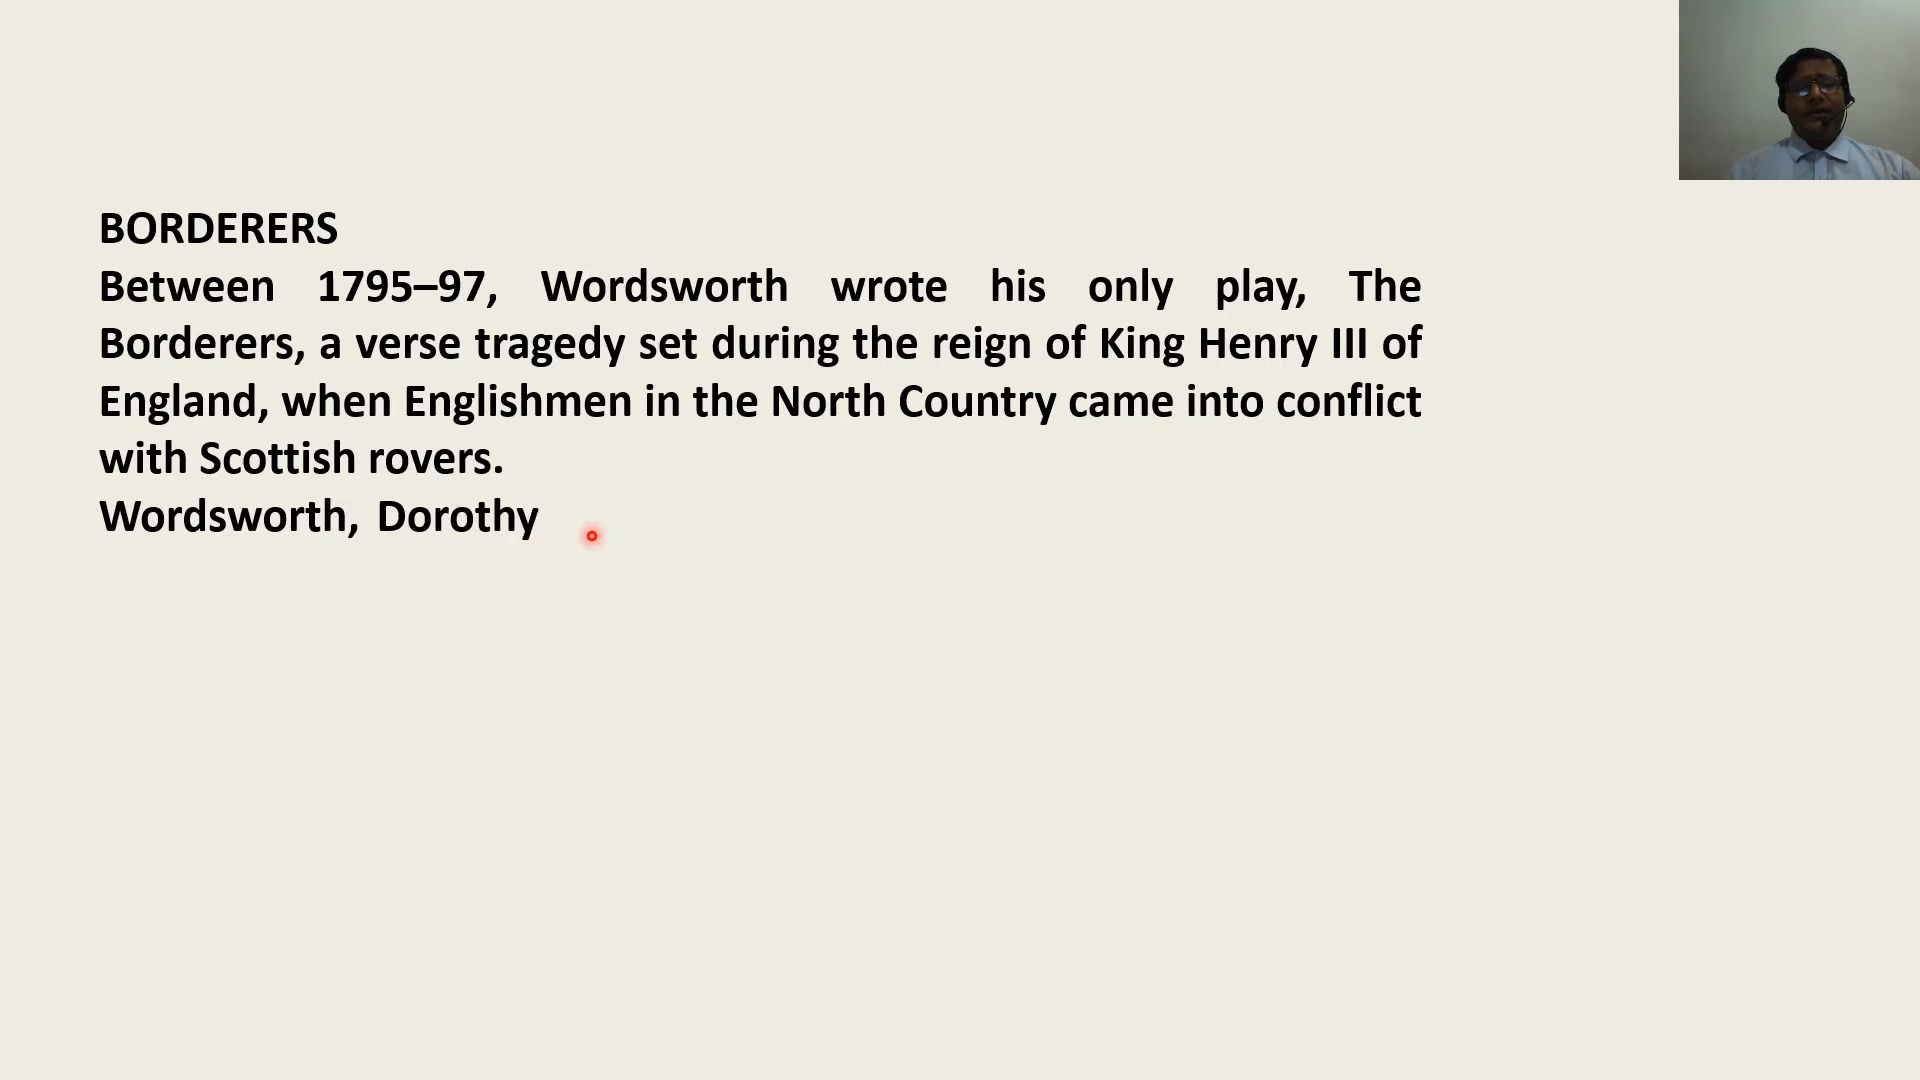 BORDERERS
Between 1795–97, Wordsworth wrote his only play, The
Borderers, a verse tragedy set during the reign of King Henry III of
England, when Englishmen in the North Country came into conflict
with Scottish rovers.
Wordsworth, Dorothy